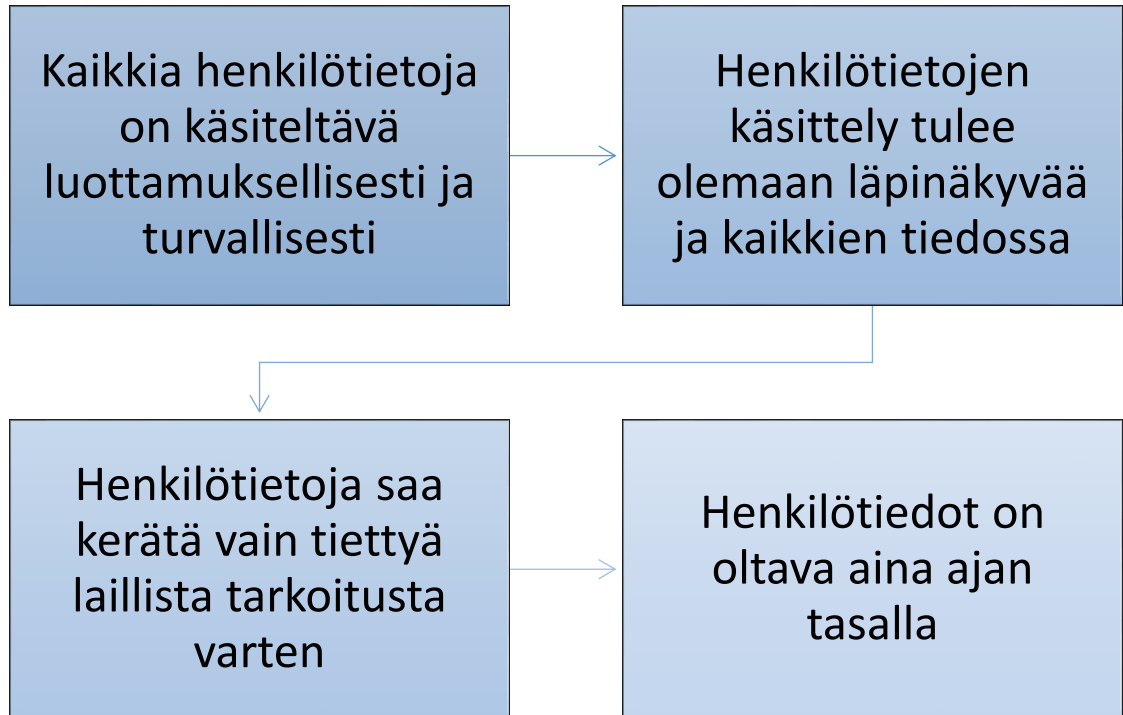 Kaikkia henkilötietoja
on käsiteltävä
luottamuksellisesti ja
turvallisesti
Henkilötietojen
käsittely tulee
olemaan läpinäkyvää
ja kaikkien tiedossa
Henkilötietoja saa
kerätä vain tiettyä
laillista tarkoitusta
varten
Henkilötiedot on
oltava aina ajan
tasalla